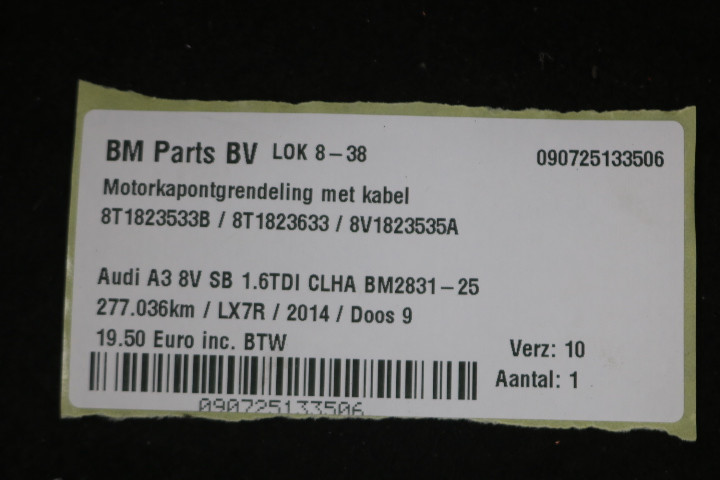 BM Parts BV LOK 8-38 090725133506
Motorkapontgrendeling met kabel
8T1823533B / 8T1823633 / 8V1823535A
Audi A3 8V SB 1.6TDI CLHA BM2831-25
277.036km / LX7R / 2014 / Doos 9
19.50 Euro inc. BTW
Verz: 10
Aantal: 1
090725133506